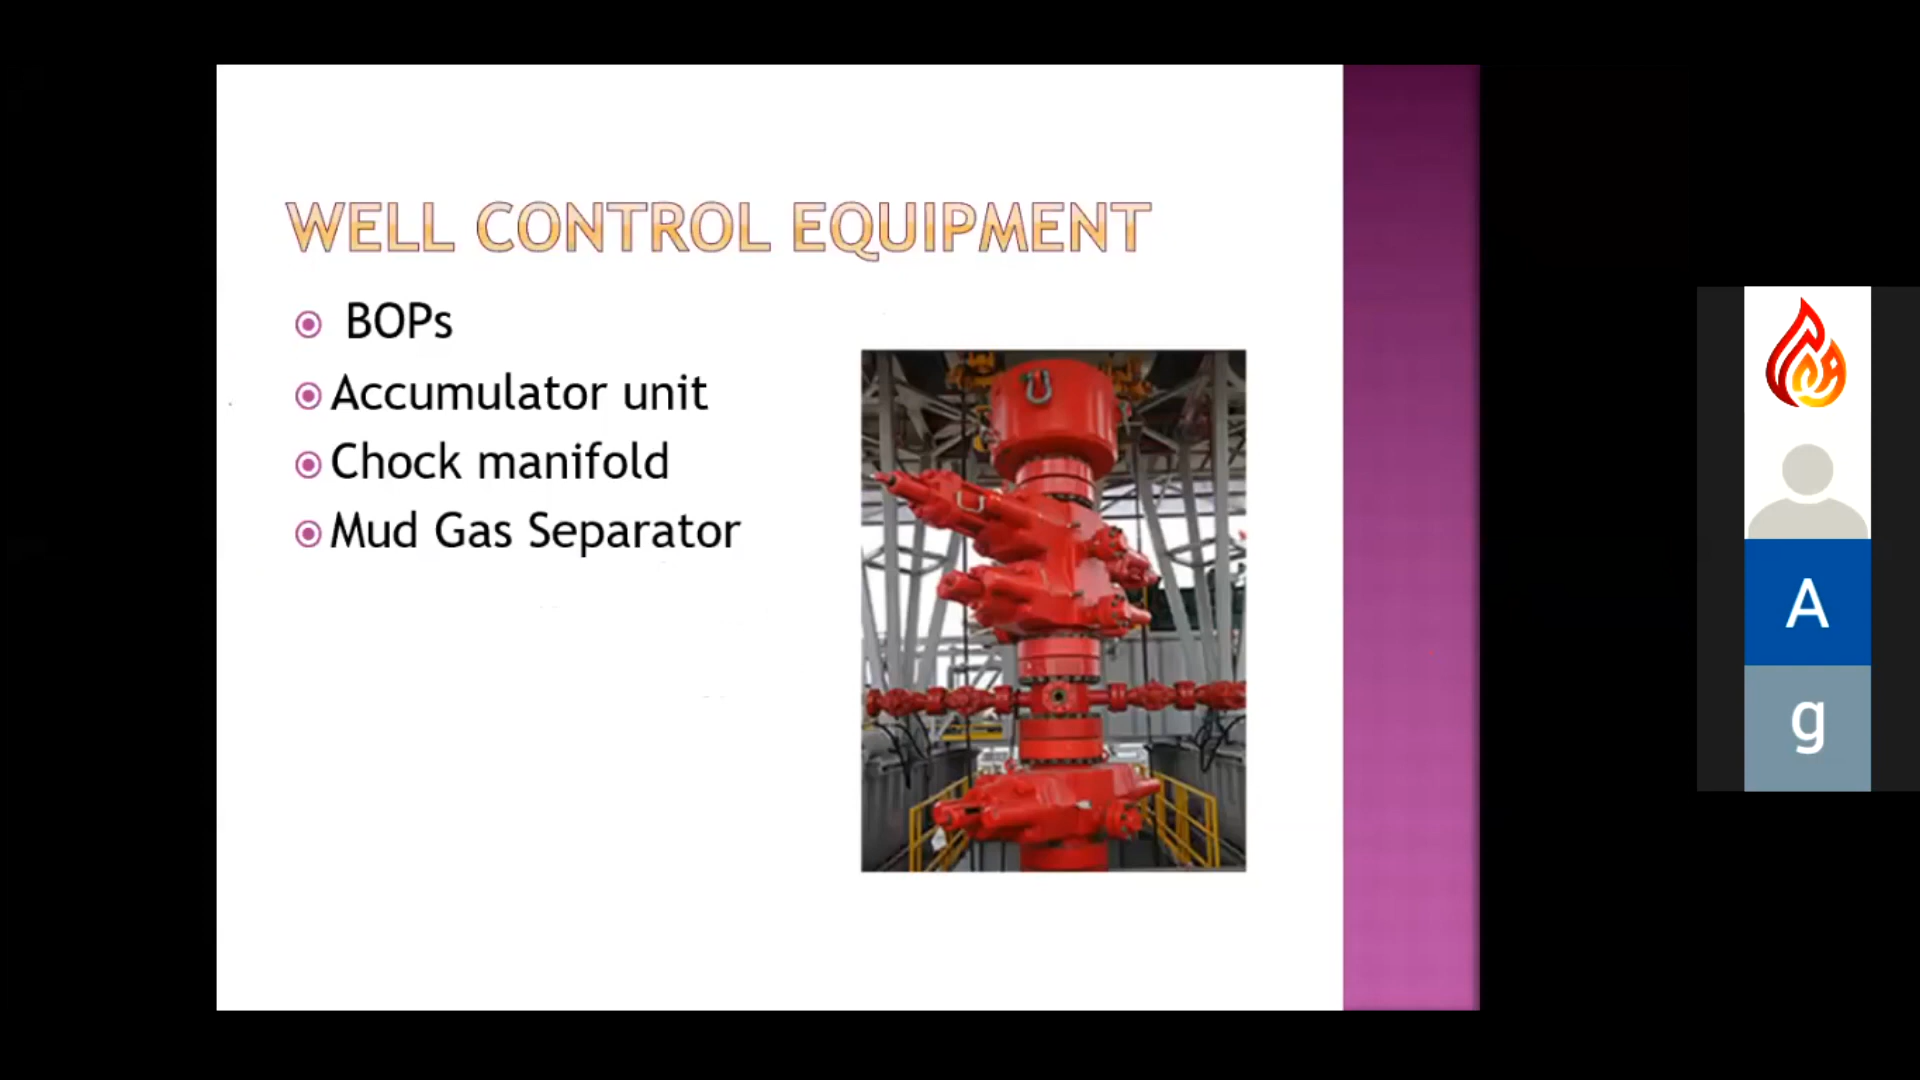 WELL CONTROL EQUIPMENT
BOPs
Accumulator unit
Chock manifold
Mud Gas Separator
A
g